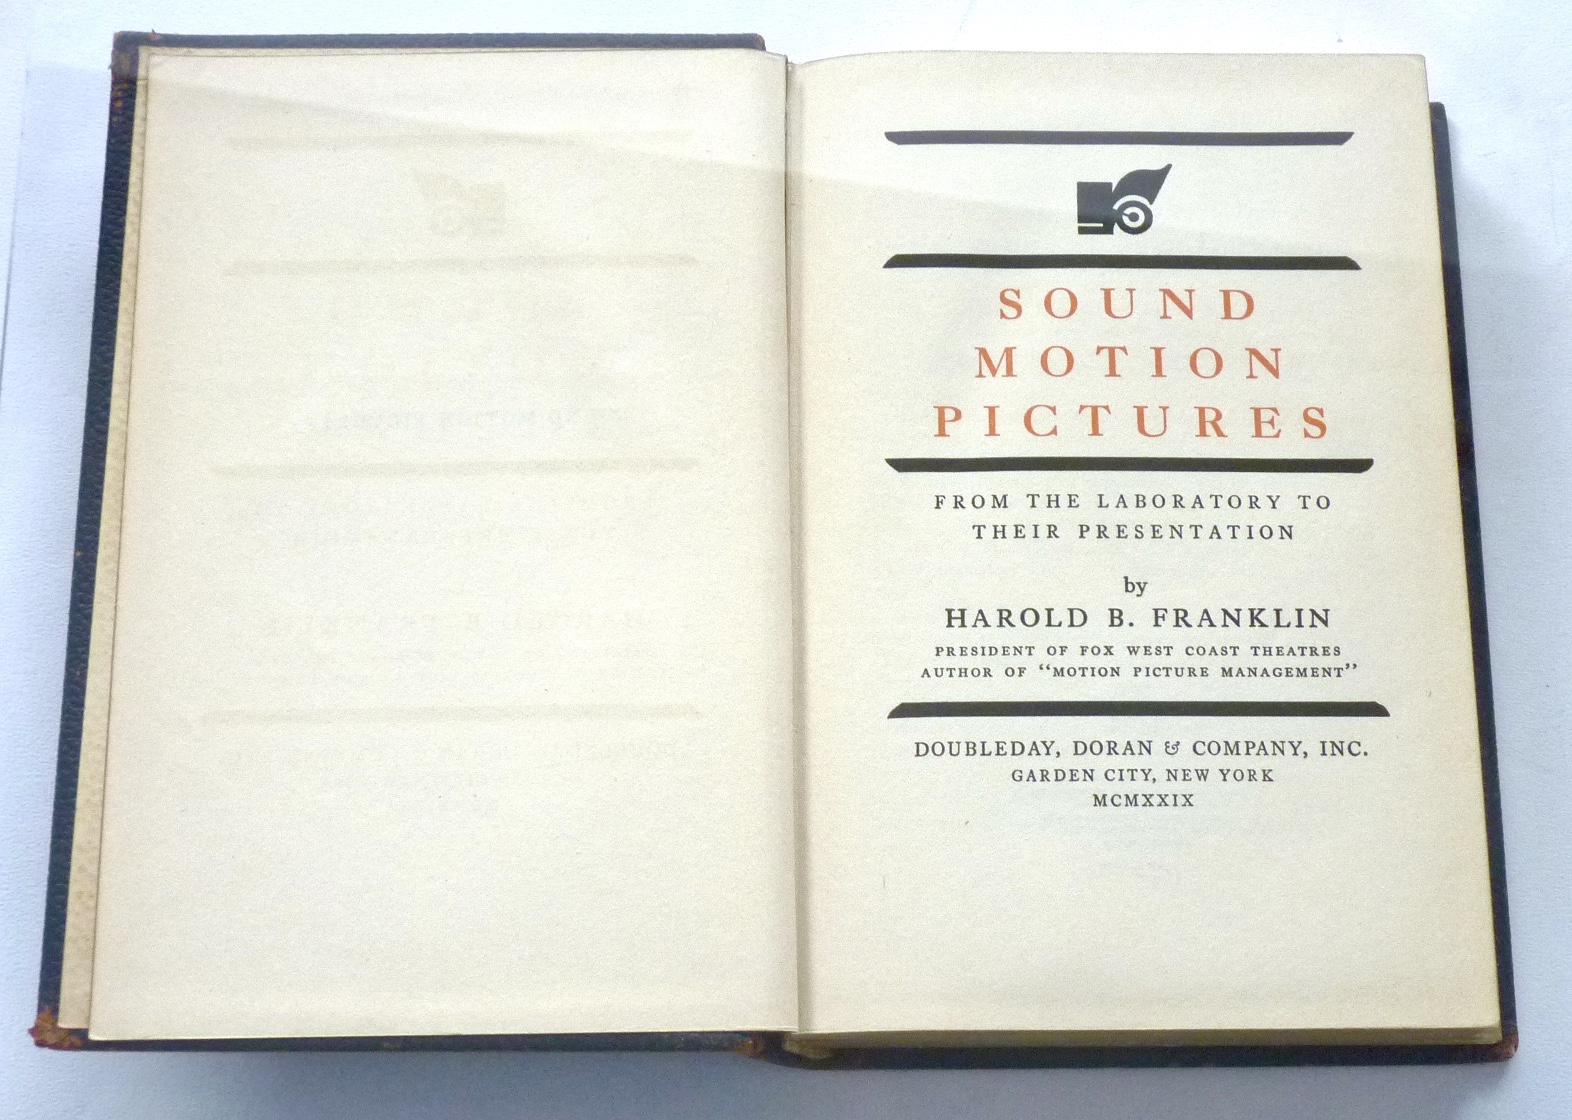 SOUND
MOTION
PICTURES
FROM THE LABORATORY TO
THEIR PRESENTATION
by
HAROLD B. FRANKLIN
PRESIDENT OF FOX WEST COAST THEATRES
AUTHOR OF “MOTION PICTURE MANAGEMENT”
DOUBLEDAY, DORAN & COMPANY, INC.
GARDEN CITY, NEW YORK
MCMXXIX